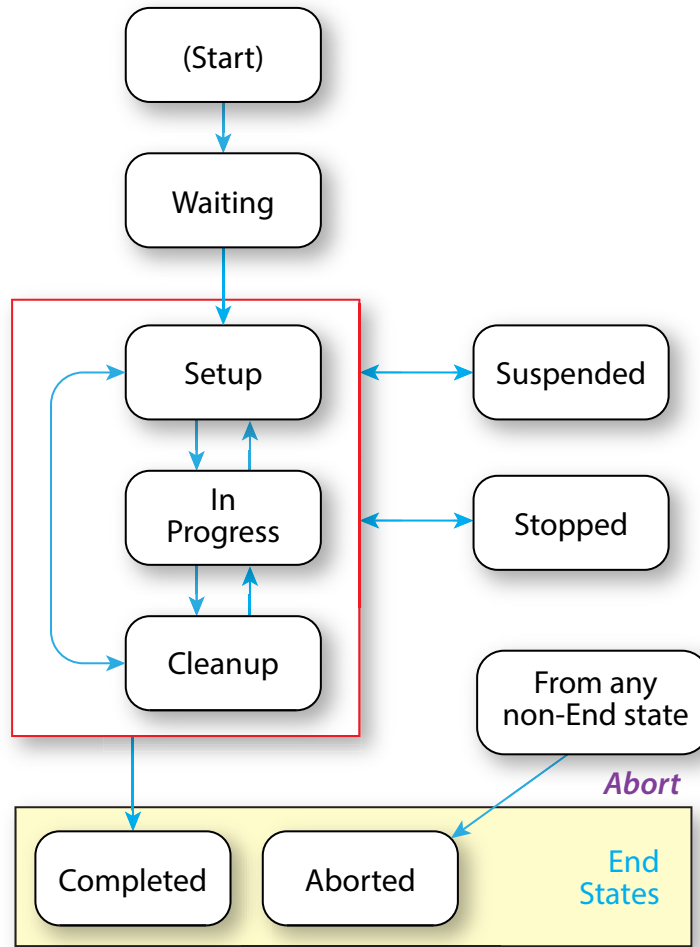 (Start)
Waiting
Setup
Suspended
In
Progress
Stopped
Cleanup
From any
non-End state
Abort
Completed
Aborted
End
States